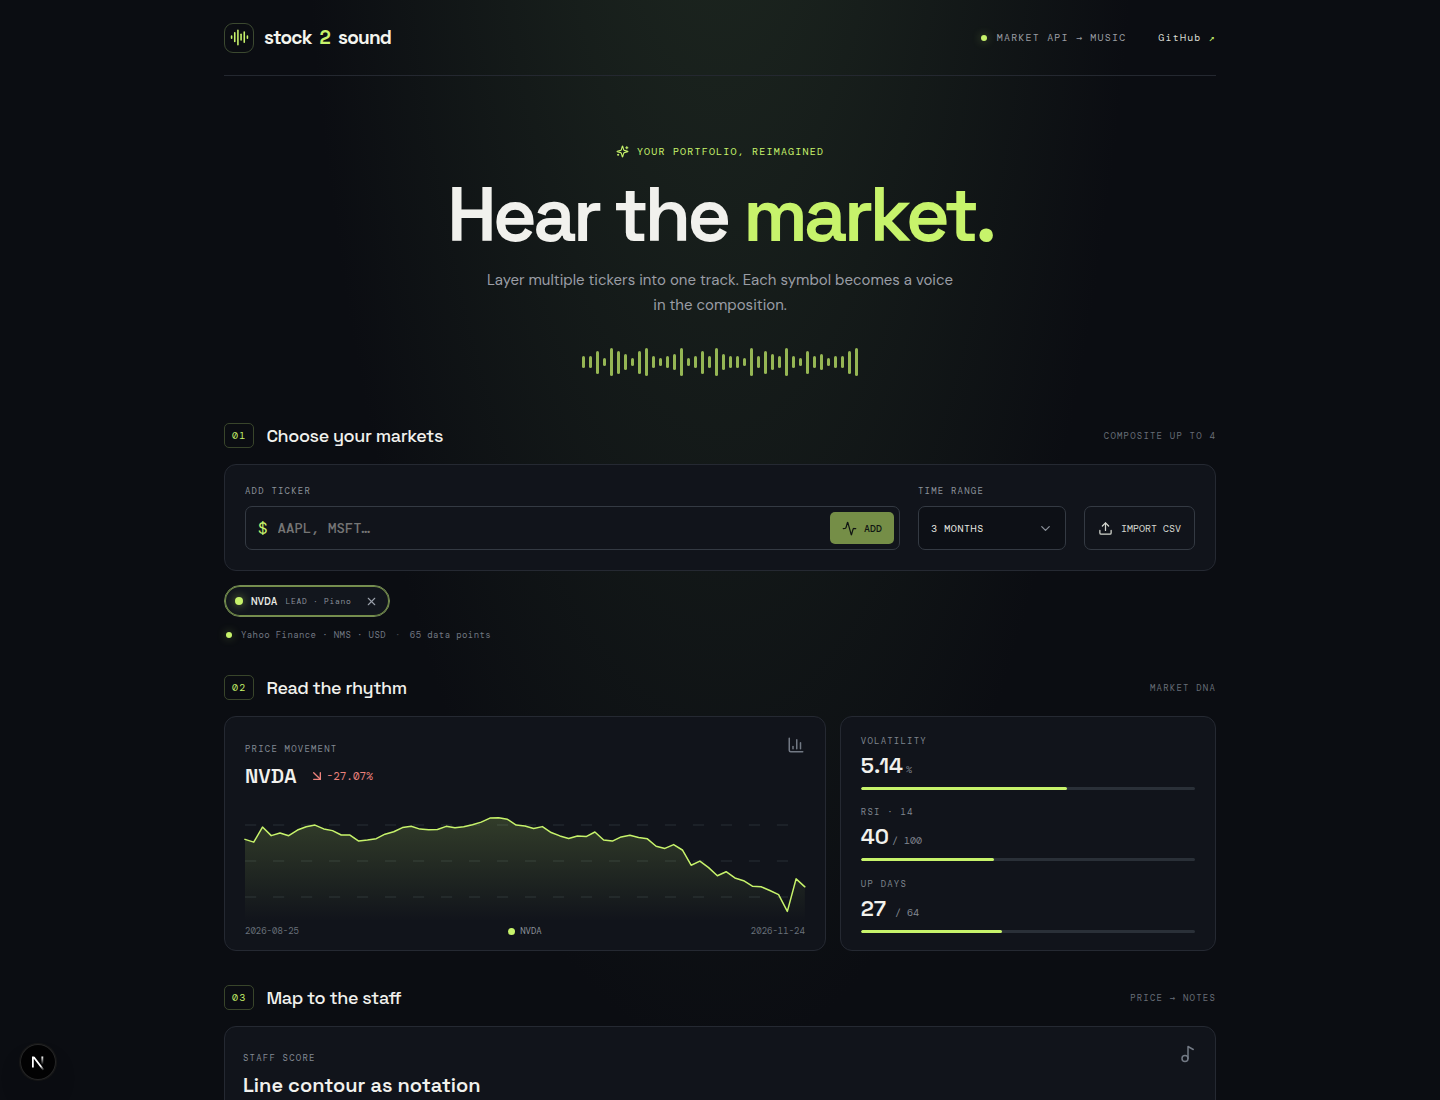 stock 2 sound
MARKET API → MUSIC
GitHub ↗
YOUR PORTFOLIO, REIMAGINED
Hear the market.
Layer multiple tickers into one track. Each symbol becomes a voice
in the composition.
01 Choose your markets
COMPOSITE UP TO 4
ADD TICKER
TIME RANGE
$ AAPL, MSFT…
ADD
3 MONTHS
IMPORT CSV
NVDA LEAD · Piano
Yahoo Finance · NMS · USD · 65 data points
02 Read the rhythm
MARKET DNA
PRICE MOVEMENT
NVDA -27.07%
2026-08-25
NVDA
2026-11-24
VOLATILITY
5.14 %
RSI · 14
40 / 100
UP DAYS
27 / 64
03 Map to the staff
PRICE → NOTES
STAFF SCORE
Line contour as notation
N